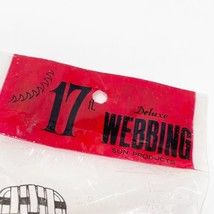 17 ft.
Deluxe
WEBBING
SUN PRODUCTS